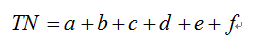 TN = a + b + c + d + e + f